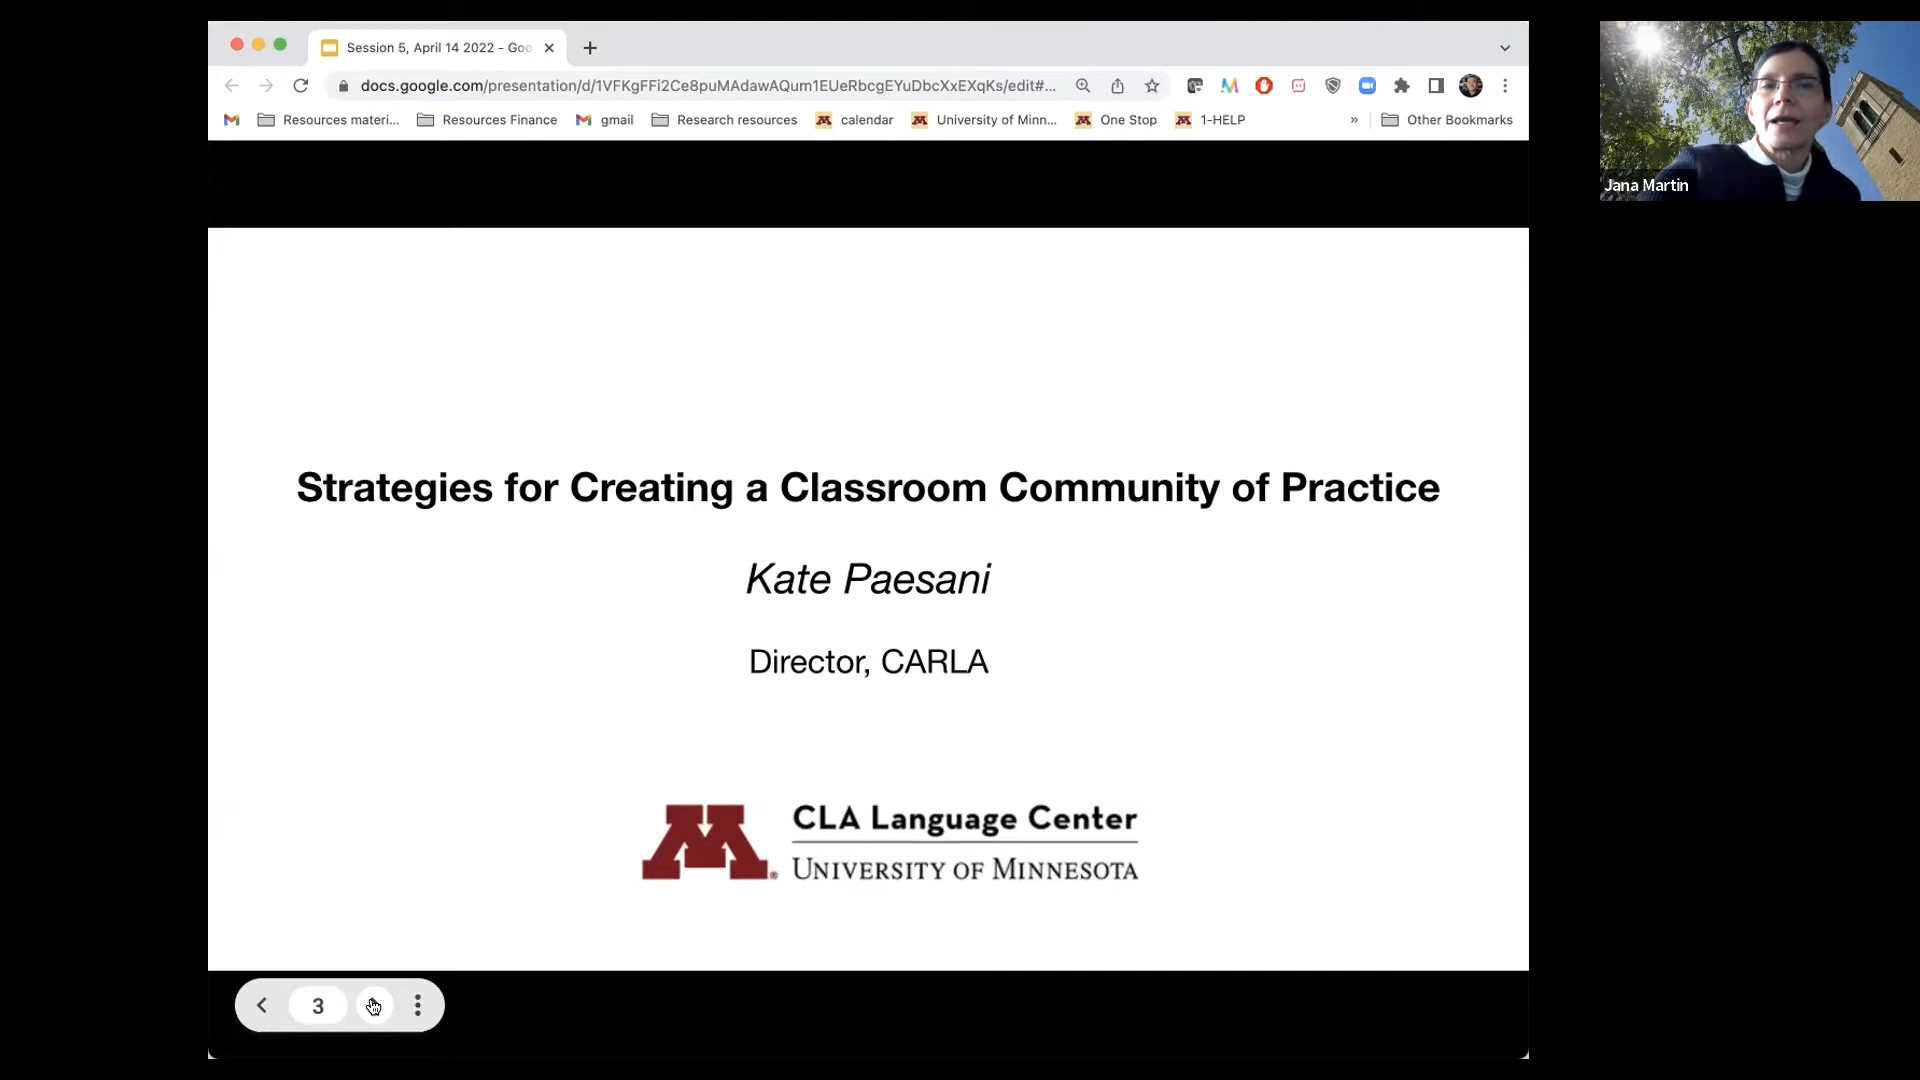 Session 5, April 14 2022 - Goo
docs.google.com/presentation/d/1VFKgFFi2Ce8puMAdawAQum1EUeRbcgEYuDbcXxEXqKs/edit#...
Resources materi...
Resources Finance
gmail
Research resources
calendar
University of Minn...
One Stop
1-HELP
»
Other Bookmarks
Jana Martin
Strategies for Creating a Classroom Community of Practice
Kate Paesani
Director, CARLA
M® CLA Language Center
UNIVERSITY OF MINNESOTA
3